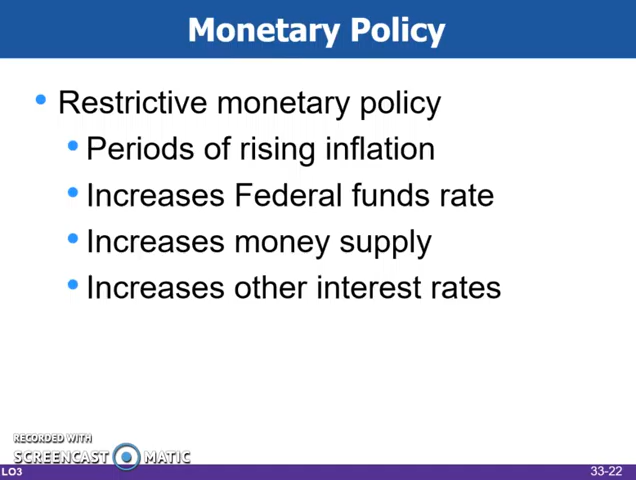 Monetary Policy
• Restrictive monetary policy
• Periods of rising inflation
• Increases Federal funds rate
• Increases money supply
• Increases other interest rates
RECORDED WITH
SCREENCAST MATIC
LO3
33-22